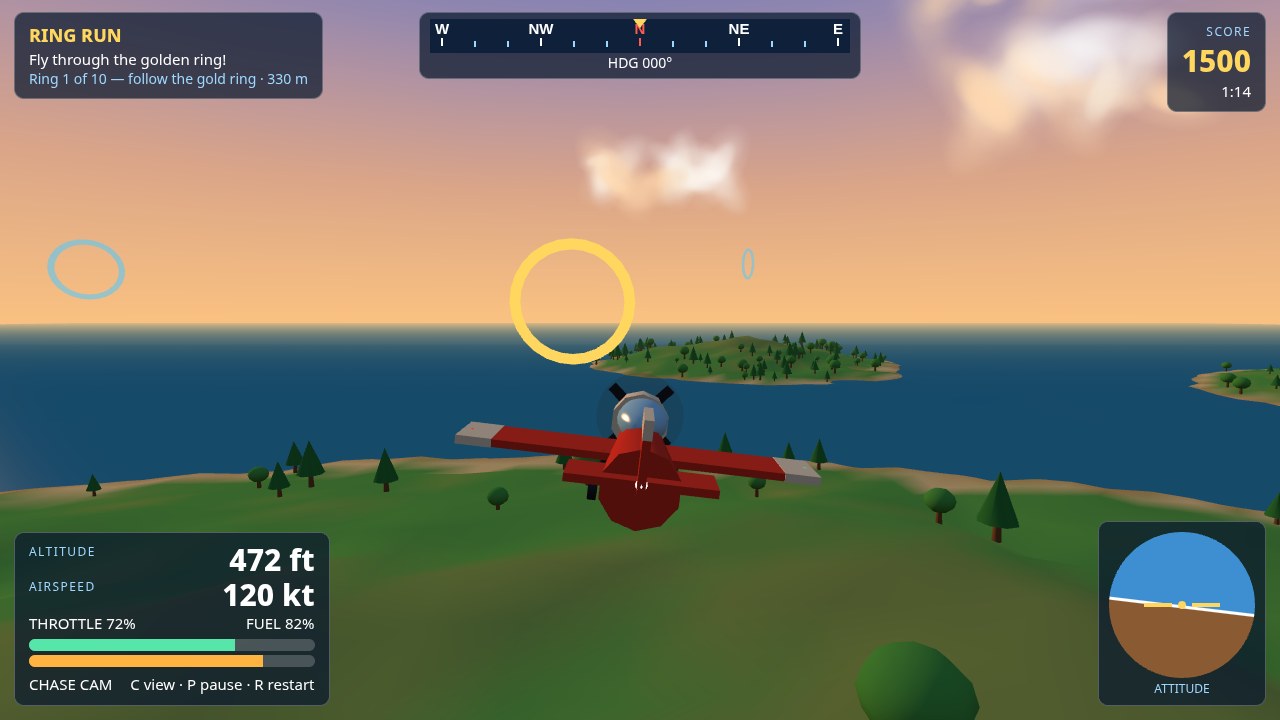 RING RUN
Fly through the golden ring!
Ring 1 of 10 — follow the gold ring · 330 m
W NW N NE E
HDG 000°
SCORE
1500
1:14
ALTITUDE 472 ft
AIRSPEED 120 kt
THROTTLE 72% FUEL 82%
CHASE CAM C view · P pause · R restart
ATTITUDE